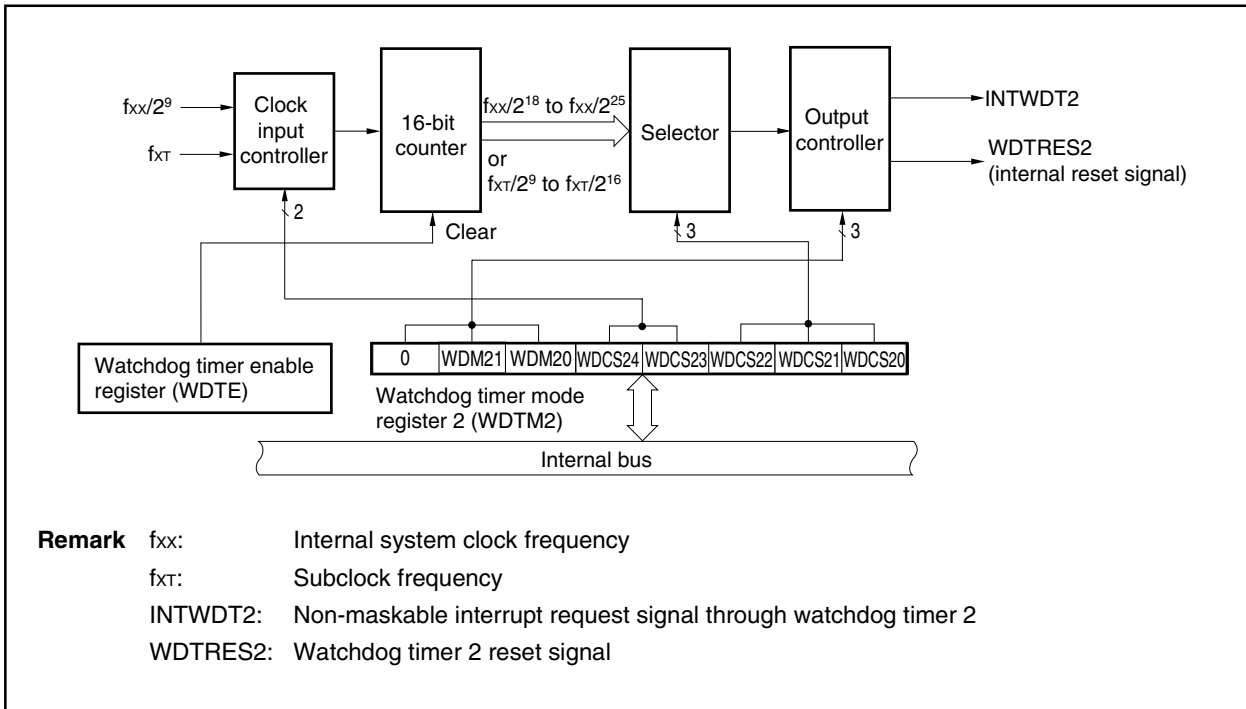 fxx/2⁹
fxT
Clock
input
controller
2
16-bit
counter
Clear
fxx/2¹⁸ to fxx/2²⁵
or
fxT/2⁹ to fxT/2¹⁶
Selector
3
Output
controller
3
INTWDT2
WDTRES2
(internal reset signal)
Watchdog timer enable
register (WDTE)
0 WDM21 WDM20 WDCS24 WDCS23 WDCS22 WDCS21 WDCS20
Watchdog timer mode
register 2 (WDTM2)
Internal bus
Remark fxx: Internal system clock frequency
fxT: Subclock frequency
INTWDT2: Non-maskable interrupt request signal through watchdog timer 2
WDTRES2: Watchdog timer 2 reset signal